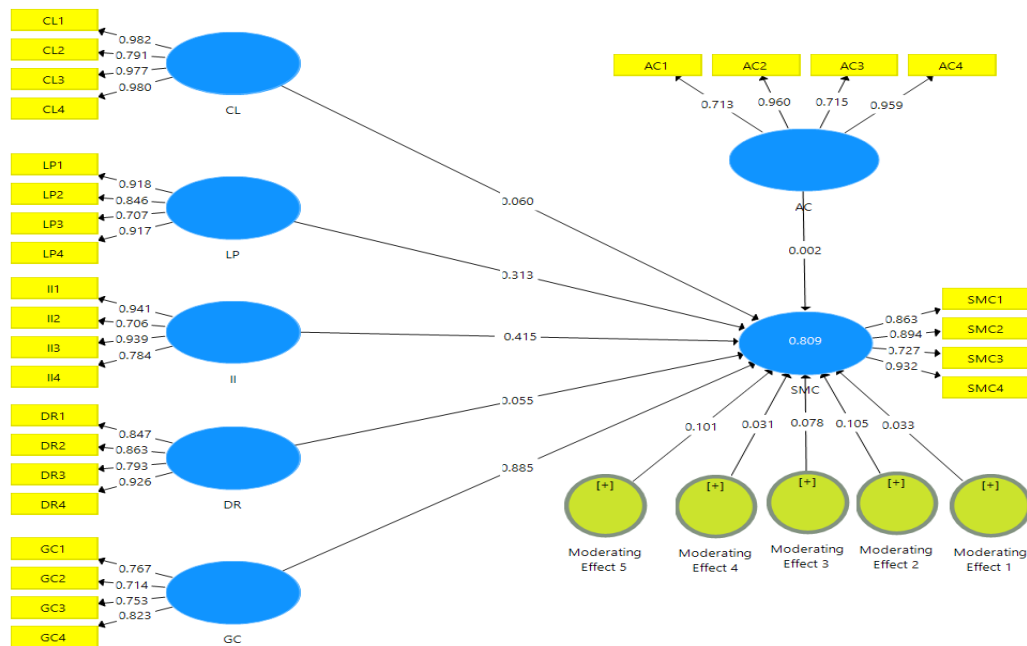 CL1
CL2
CL3
CL4
0.982
0.791
0.977
0.980
CL
LP1
LP2
LP3
LP4
0.918
0.846
0.707
0.917
LP
II1
II2
II3
II4
0.941
0.706
0.939
0.784
II
DR1
DR2
DR3
DR4
0.847
0.863
0.793
0.926
DR
GC1
GC2
GC3
GC4
0.767
0.714
0.753
0.823
GC
0.060
0.313
0.415
0.055
0.885
AC1
AC2
AC3
AC4
0.713
0.960
0.715
0.959
AC
0.002
0.809
SMC
0.863
0.894
0.727
0.932
SMC1
SMC2
SMC3
SMC4
0.101
0.031
0.078
0.105
0.033
[+]
[+]
[+]
[+]
[+]
Moderating
Effect 5
Moderating
Effect 4
Moderating
Effect 3
Moderating
Effect 2
Moderating
Effect 1